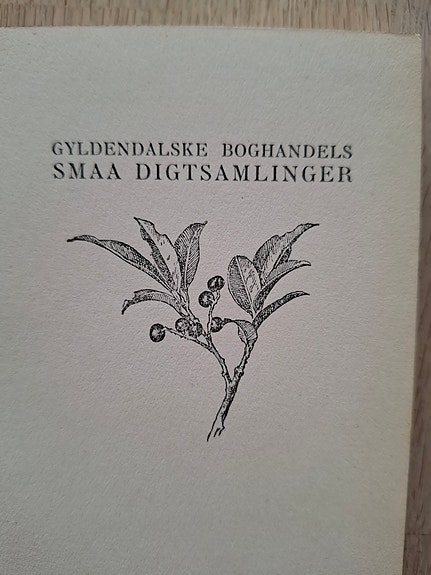 GYLDENDALSKE BOGHANDELS
SMAA DIGTSAMLINGER